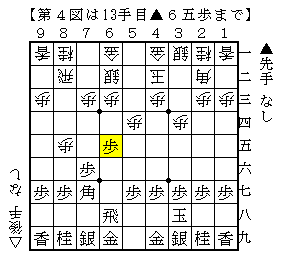 【第４図は13手目▲６五歩まで】
９ ８ ７ ６ ５ ４ ３ ２ １
香 桂 金 金 銀 桂 香 一
飛 銀 玉 角 二
歩 歩 歩 歩 歩 歩 三
歩 歩 四
歩 歩 五
歩 六
歩 歩 角 歩 歩 歩 歩 歩 七
飛 玉 八
香 桂 銀 金 金 銀 桂 香 九
▲先手 なし
△後手 なし